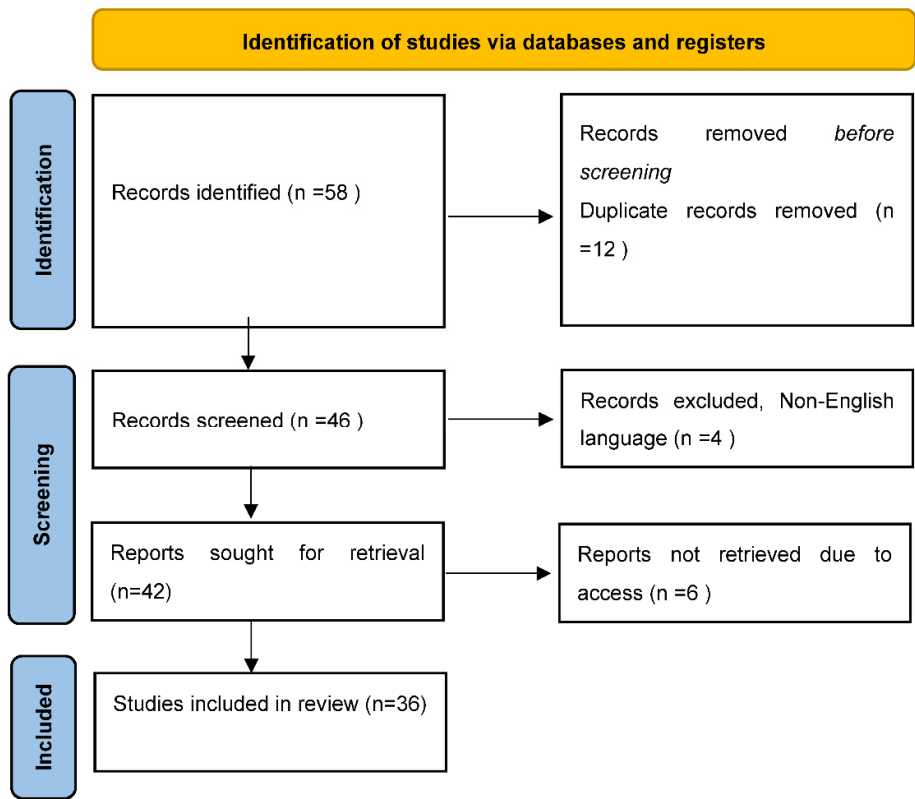 Identification of studies via databases and registers
Identification
Records identified (n =58 )
Records removed before
screening
Duplicate records removed (n
=12 )
Screening
Records screened (n =46 )
Records excluded, Non-English
language (n =4 )
Reports sought for retrieval
(n=42)
Reports not retrieved due to
access (n =6 )
Included
Studies included in review (n=36)